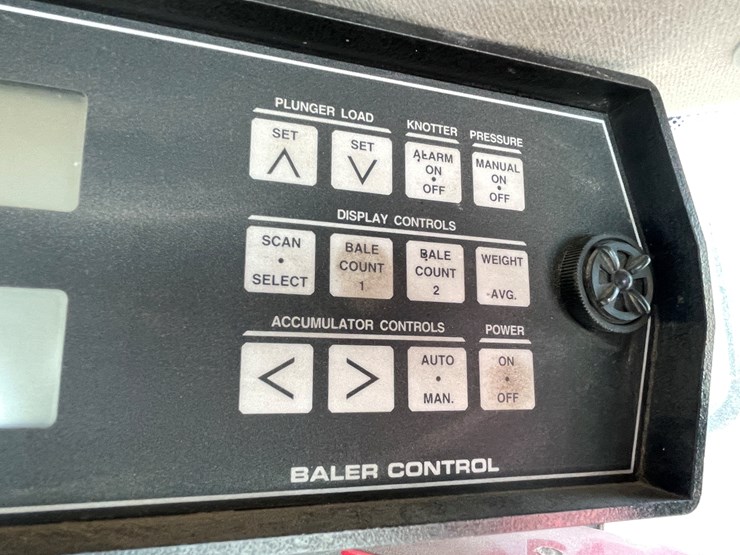 PLUNGER LOAD
KNOTTER
PRESSURE
SET
SET
ALARM
ON
•
OFF
MANUAL
ON
•
OFF
DISPLAY CONTROLS
SCAN
•
SELECT
BALE
COUNT
1
BALE
COUNT
2
WEIGHT
•AVG.
ACCUMULATOR CONTROLS
POWER
<
>
AUTO
•
MAN.
ON
•
OFF
BALER CONTROL